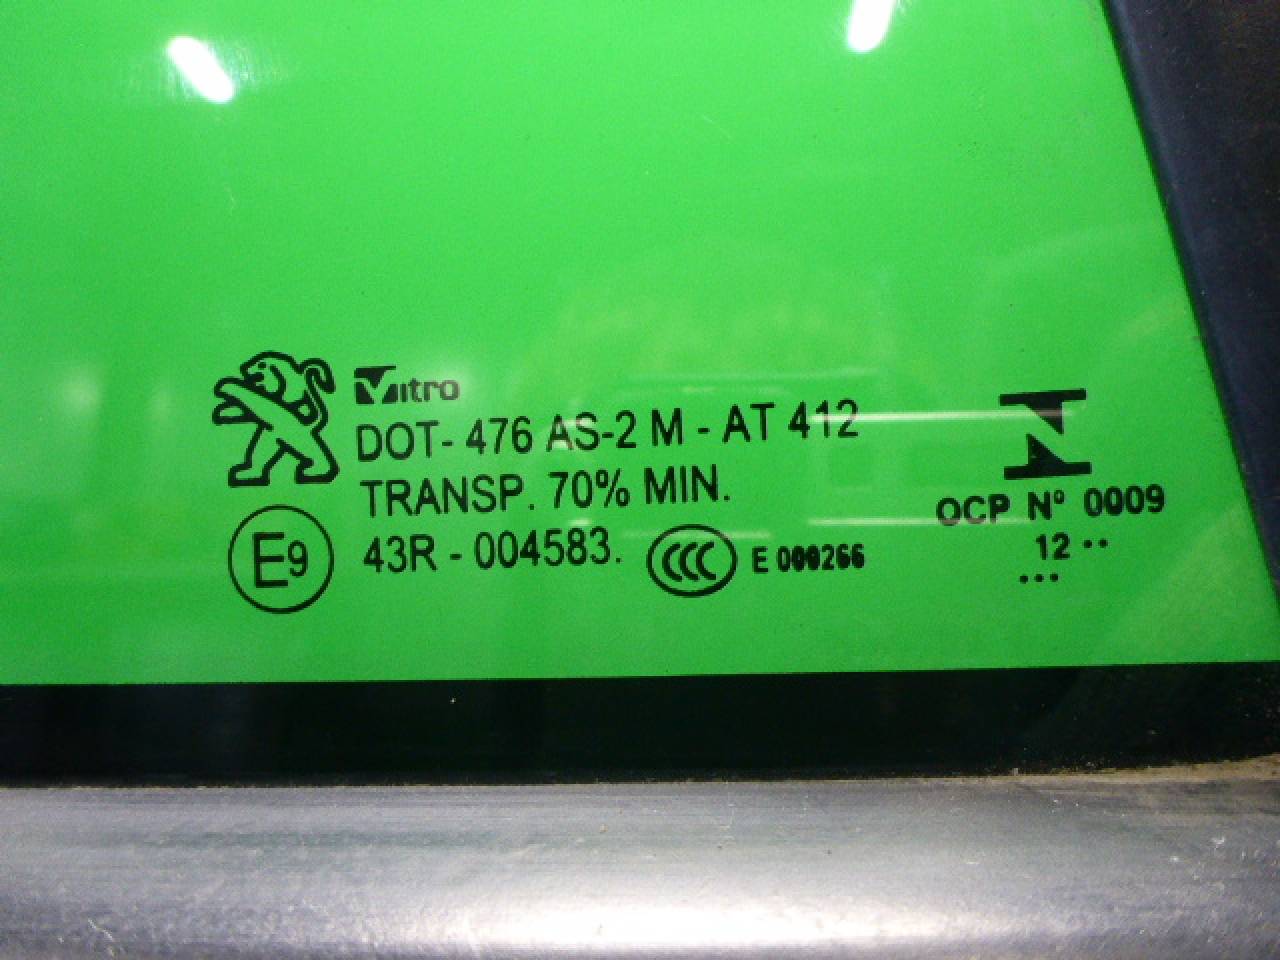 Vitro
DOT- 476 AS-2 M - AT 412
TRANSP. 70% MIN.
E9 43R - 004583. CCC E 000266
OCP Nº 0009
12 ••
•••